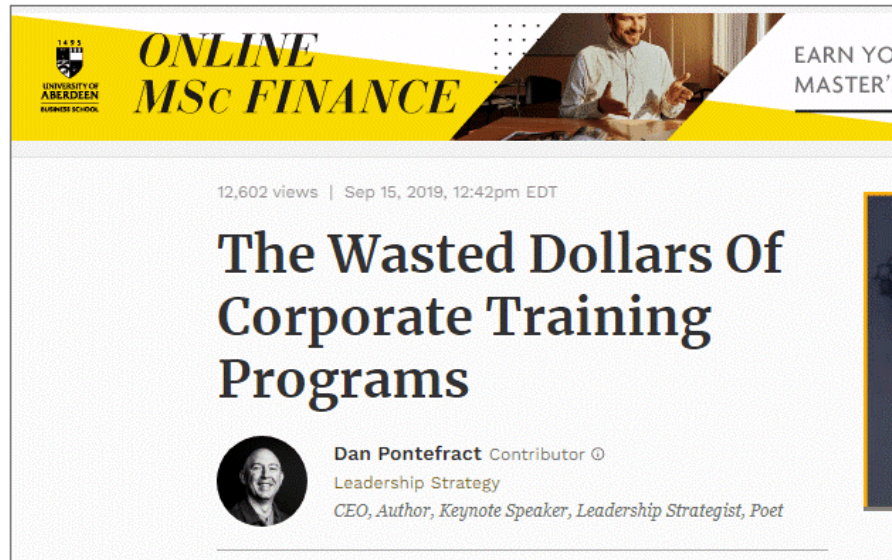 1495
UNIVERSITY OF
ABERDEEN
BUSINESS SCHOOL
ONLINE
MSc FINANCE
EARN YO
MASTER'
12,602 views | Sep 15, 2019, 12:42pm EDT
The Wasted Dollars Of
Corporate Training
Programs
Dan Pontefract Contributor
Leadership Strategy
CEO, Author, Keynote Speaker, Leadership Strategist, Poet